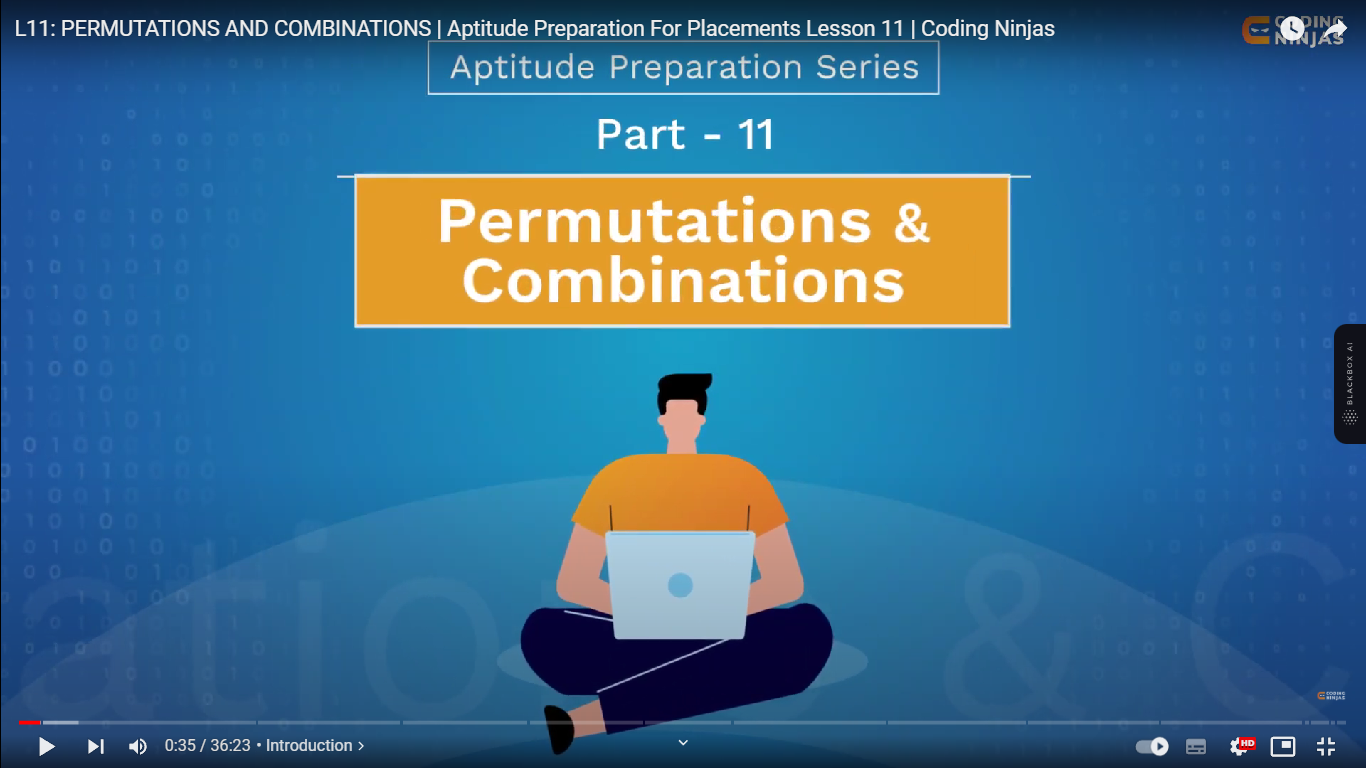 L11: PERMUTATIONS AND COMBINATIONS | Aptitude Preparation For Placements Lesson 11 | Coding Ninjas
CODING
NINJAS
Aptitude Preparation Series
Part - 11
Permutations &
Combinations
BLACKBOX AI
ations & C
CODING
NINJAS
0:35 / 36:23 • Introduction
HD